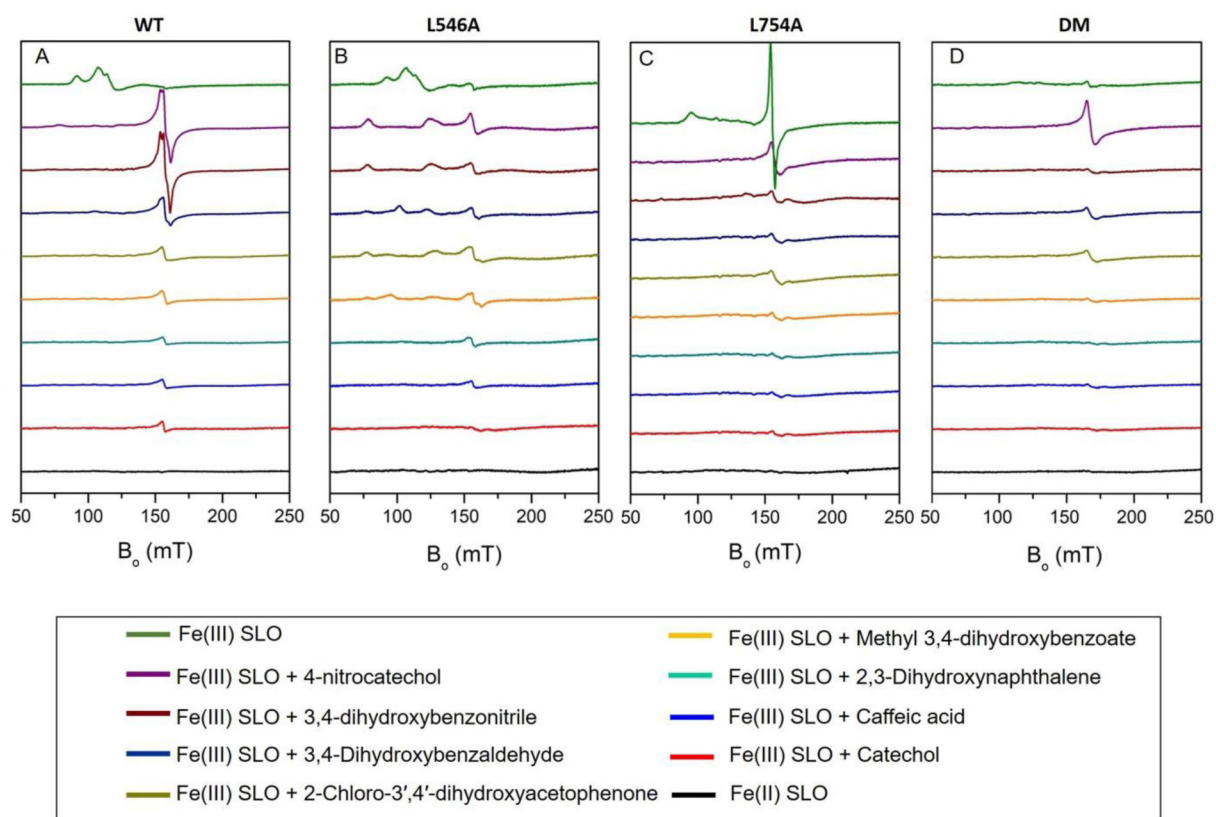 WT
L546A
L754A
DM
A
B
C
D
50 100 150 200 250
50 100 150 200 250
50 100 150 200 250
50 100 150 200 250
Bo (mT)
Bo (mT)
Bo (mT)
Bo (mT)
Fe(III) SLO
Fe(III) SLO + 4-nitrocatechol
Fe(III) SLO + 3,4-dihydroxybenzonitrile
Fe(III) SLO + 3,4-Dihydroxybenzaldehyde
Fe(III) SLO + 2-Chloro-3′,4′-dihydroxyacetophenone
Fe(III) SLO + Methyl 3,4-dihydroxybenzoate
Fe(III) SLO + 2,3-Dihydroxynaphthalene
Fe(III) SLO + Caffeic acid
Fe(III) SLO + Catechol
Fe(II) SLO